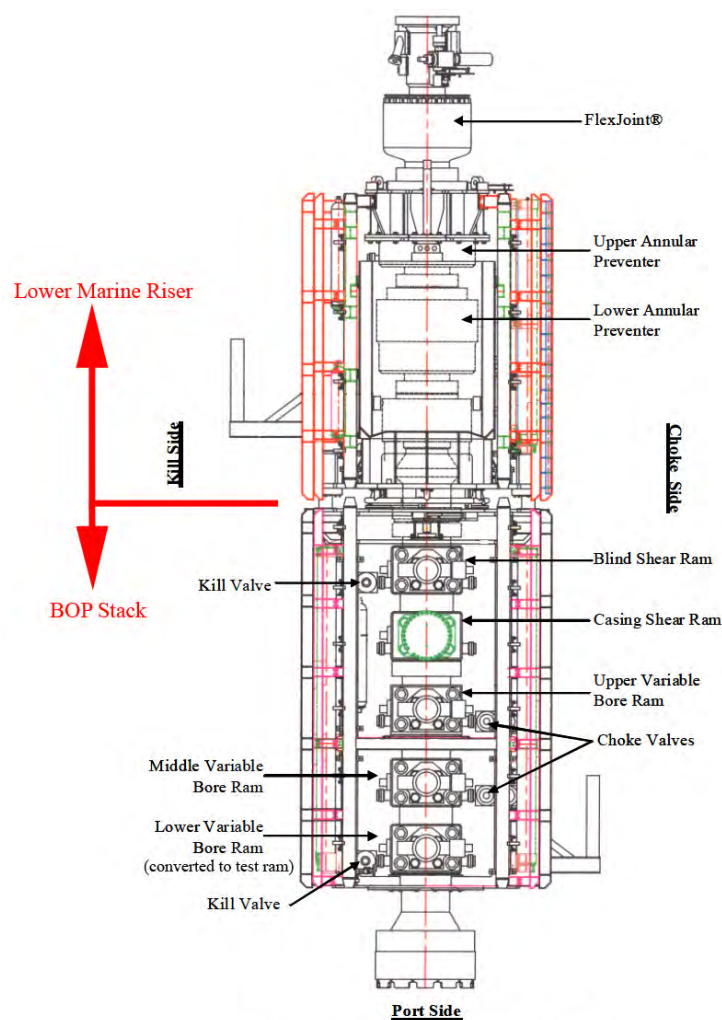 FlexJoint®
Upper Annular
Preventer
Lower Marine Riser
Lower Annular
Preventer
Kill Side
Choke Side
BOP Stack
Blind Shear Ram
Kill Valve
Casing Shear Ram
Upper Variable
Bore Ram
Choke Valves
Middle Variable
Bore Ram
Lower Variable
Bore Ram
(converted to test ram)
Kill Valve
Port Side